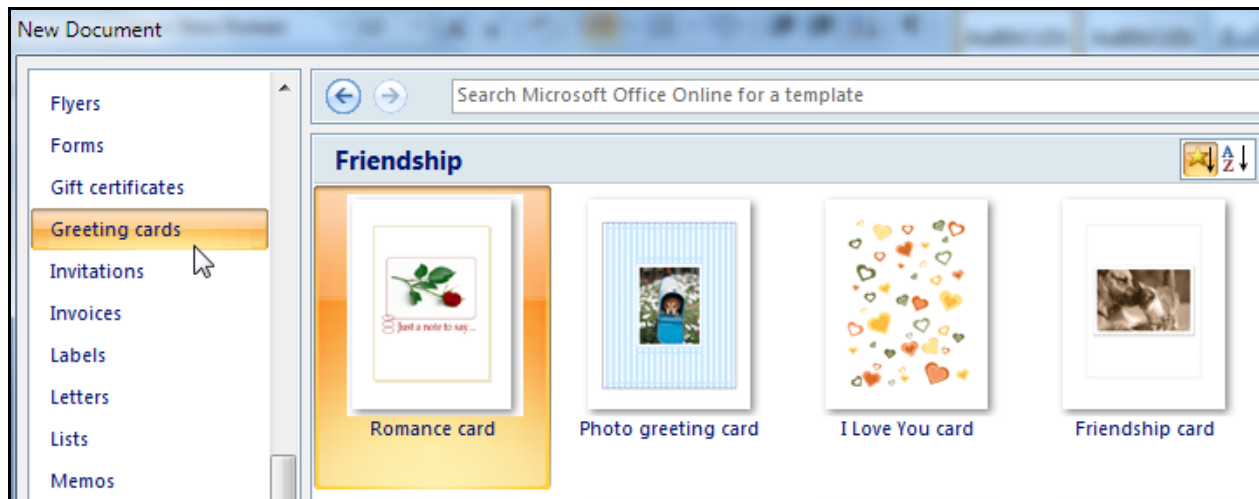 New Document
Flyers
Forms
Gift certificates
Greeting cards
Invitations
Invoices
Labels
Letters
Lists
Memos
Search Microsoft Office Online for a template
Friendship
A
Z
Just a note to say...
Romance card
Photo greeting card
I Love You card
Friendship card